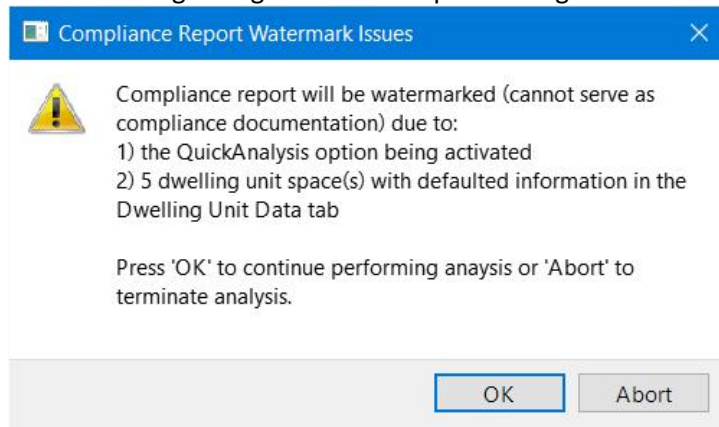 Compliance Report Watermark Issues
Compliance report will be watermarked (cannot serve as
compliance documentation) due to:
1) the QuickAnalysis option being activated
2) 5 dwelling unit space(s) with defaulted information in the
Dwelling Unit Data tab
Press 'OK' to continue performing anaysis or 'Abort' to
terminate analysis.
OK
Abort